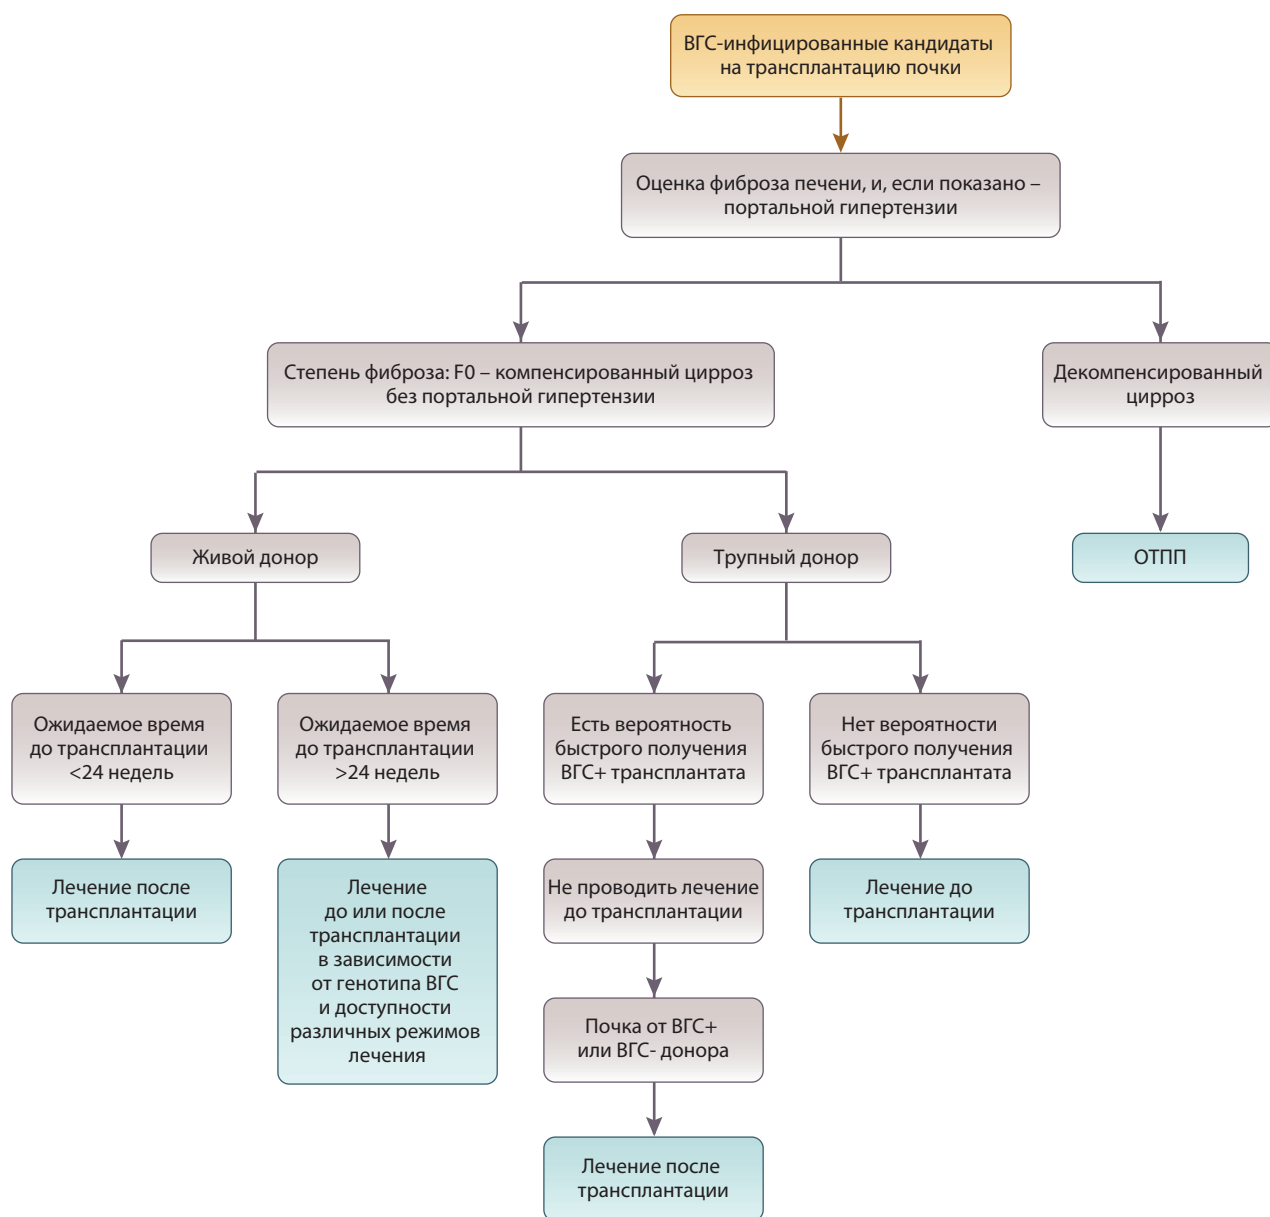 ВГС-инфицированные кандидаты
на трансплантацию почки
Оценка фиброза печени, и, если показано –
портальной гипертензии
Степень фиброза: F0 – компенсированный цирроз
без портальной гипертензии
Декомпенсированный
цирроз
Живой донор
Трупный донор
ОТПП
Ожидаемое время
до трансплантации
<24 недель
Ожидаемое время
до трансплантации
>24 недель
Есть вероятность
быстрого получения
ВГС+ трансплантата
Нет вероятности
быстрого получения
ВГС+ трансплантата
Лечение после
трансплантации
Лечение
до или после
трансплантации
в зависимости
от генотипа ВГС
и доступности
различных режимов
лечения
Не проводить лечение
до трансплантации
Лечение до
трансплантации
Почка от ВГС+
или ВГС- донора
Лечение после
трансплантации